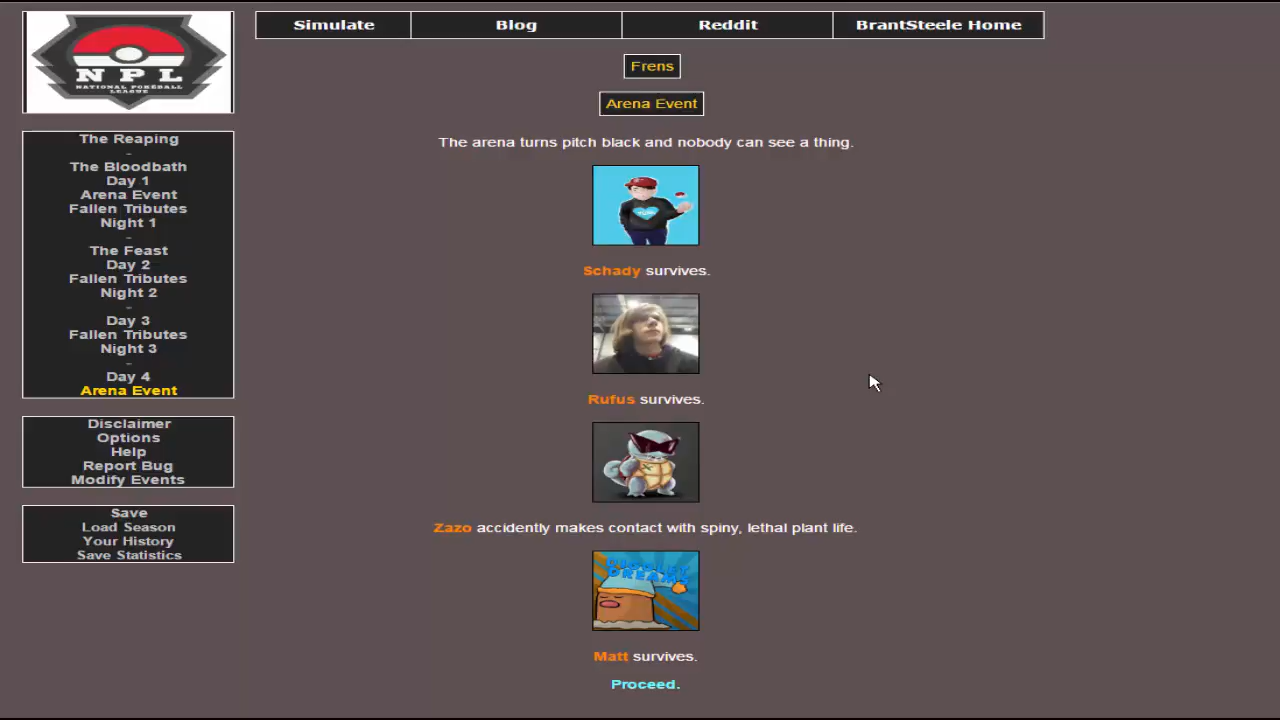 NPL
NATIONAL POKÉBALL
LEAGUE
Simulate
Blog
Reddit
BrantSteele Home
Frens
Arena Event
The Reaping
-
The Bloodbath
Day 1
Arena Event
Fallen Tributes
Night 1
-
The Feast
Day 2
Fallen Tributes
Night 2
-
Day 3
Fallen Tributes
Night 3
-
Day 4
Arena Event
Disclaimer
Options
Help
Report Bug
Modify Events
Save
Load Season
Your History
Save Statistics
The arena turns pitch black and nobody can see a thing.
Schady survives.
Rufus survives.
Zazo accidently makes contact with spiny, lethal plant life.
DIGGLET
DREAMS
Matt survives.
Proceed.